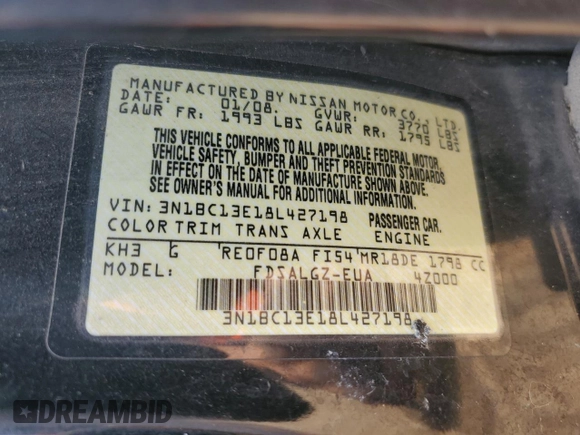 MANUFACTURED BY NISSAN MOTOR CO., LTD.
DATE: 01/08. GVWR: 3770 LBS
GAWR FR: 1993 LBS GAWR RR: 1795 LBS
THIS VEHICLE CONFORMS TO ALL APPLICABLE FEDERAL MOTOR
VEHICLE SAFETY, BUMPER AND THEFT PREVENTION STANDARDS
IN EFFECT ON THE DATE OF MANUFACTURE SHOWN ABOVE.
SEE OWNER'S MANUAL FOR ADDITIONAL INFORMATION.
VIN: 3N1BC13E18L427198 PASSENGER CAR.
COLOR TRIM TRANS AXLE ENGINE
KH3 G RE0F08A FI54 MR18DE 1798 CC
MODEL: FDSALGZ-EUA 4Z000
3N1BC13E18L427198
DREAMBID